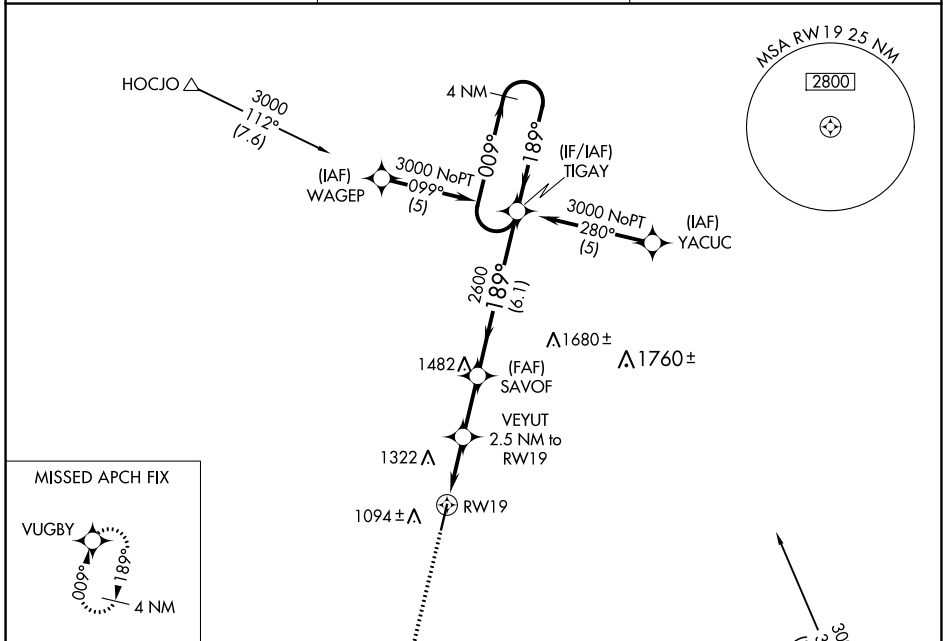 MSA RW19 25 NM
2800
HOCJO
3000
112°
(7.6)
4 NM
009°
189°
(IF/IAF)
TIGAY
(IAF)
WAGEP
3000 NoPT
099°
(5)
3000 NoPT
280°
(5)
(IAF)
YACUC
2600
189°
(6.1)
1680±
1760±
1482
(FAF)
SAVOF
VEYUT
2.5 NM to
RW19
1322
1094±
RW19
MISSED APCH FIX
VUGBY
009°
189°
4 NM